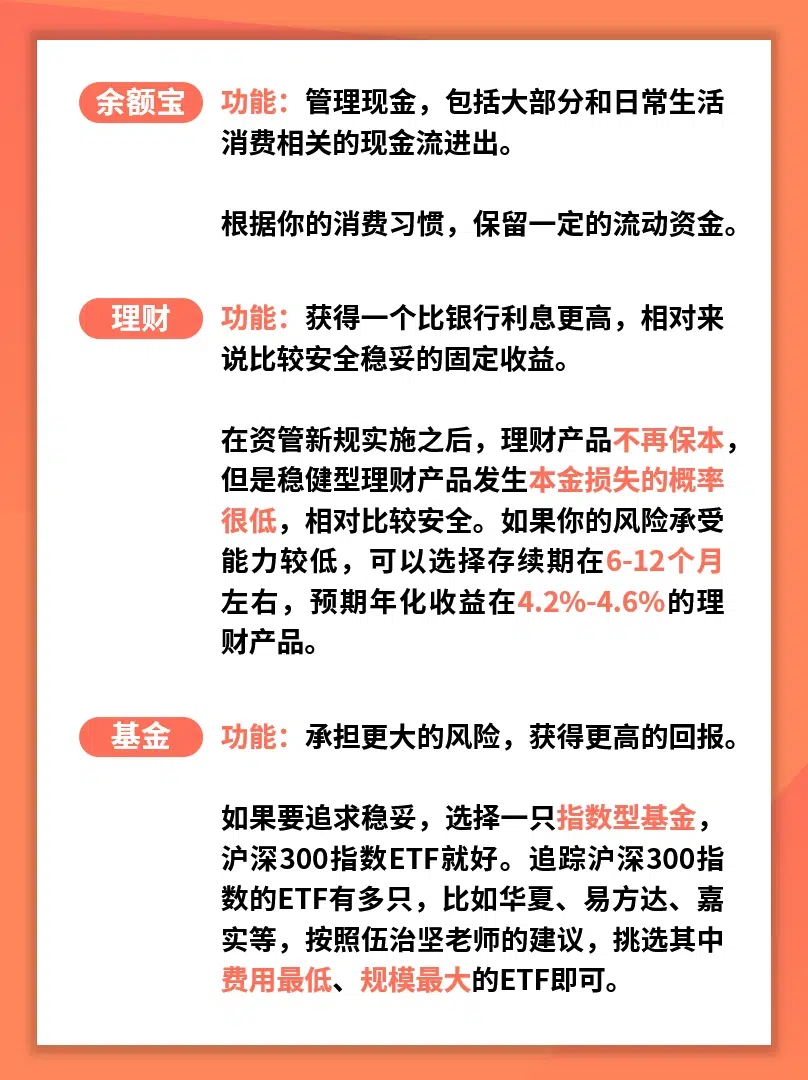 余额宝 功能：管理现金，包括大部分和日常生活
消费相关的现金流进出。
根据你的消费习惯，保留一定的流动资金。
理财 功能：获得一个比银行利息更高，相对来
说比较安全稳妥的固定收益。
在资管新规实施之后，理财产品不再保本，
但是稳健型理财产品发生本金损失的概率
很低，相对比较安全。如果你的风险承受
能力较低，可以选择存续期在6-12个月
左右，预期年化收益在4.2%-4.6%的理
财产品。
基金 功能：承担更大的风险，获得更高的回报。
如果要追求稳妥，选择一只指数型基金，
沪深300指数ETF就好。追踪沪深300指
数的ETF有多只，比如华夏、易方达、嘉
实等，按照伍治坚老师的建议，挑选其中
费用最低、规模最大的ETF即可。